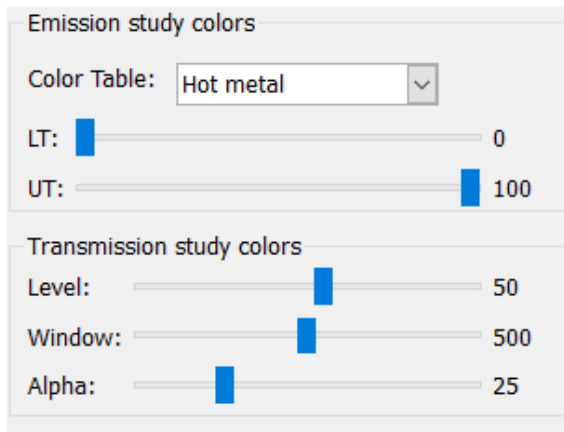 Emission study colors
Color Table: Hot metal
LT: 0
UT: 100
Transmission study colors
Level: 50
Window: 500
Alpha: 25